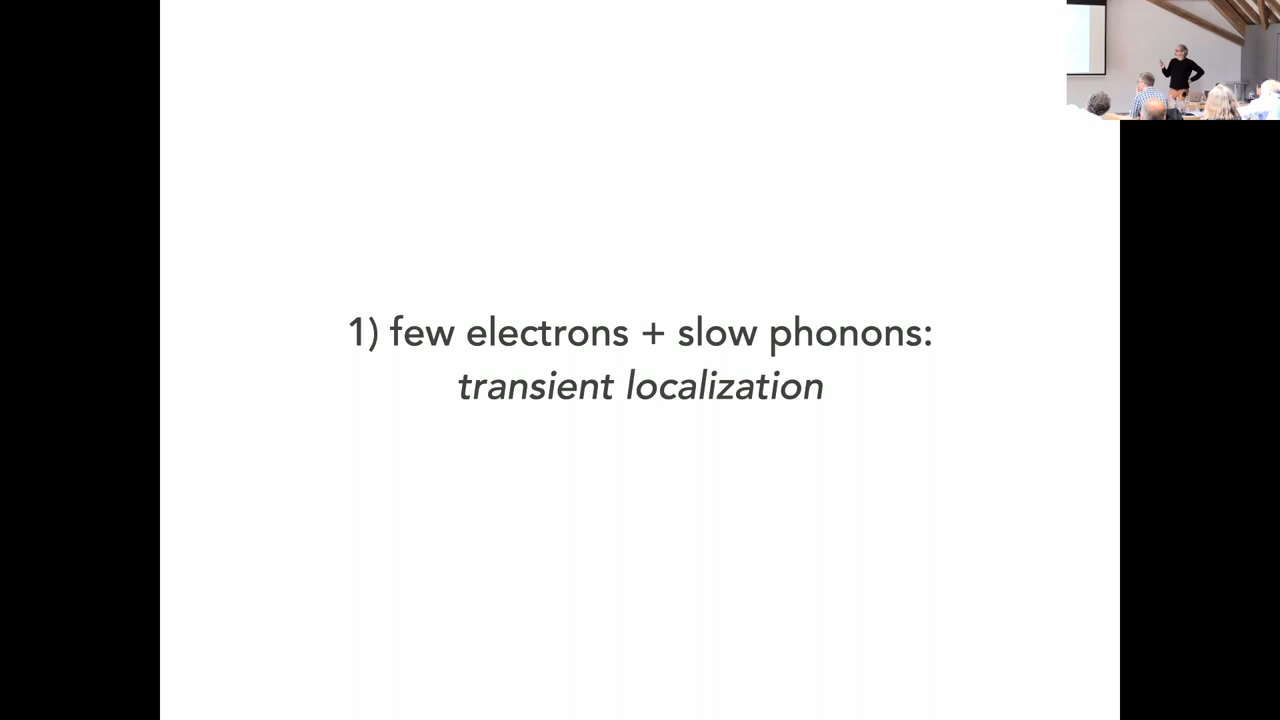 1) few electrons + slow phonons:
transient localization